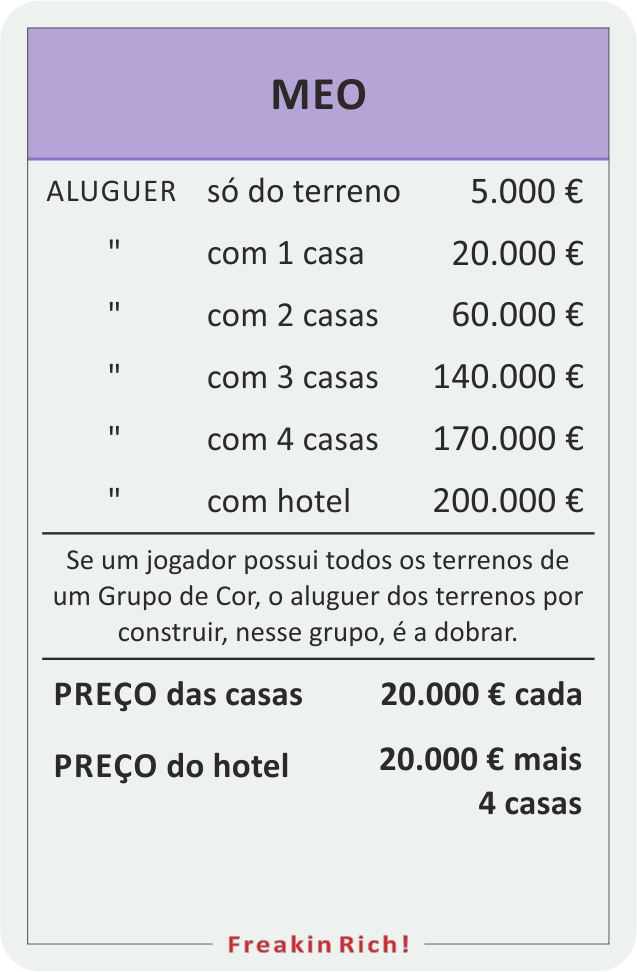 MEO
ALUGUER só do terreno 5.000 €
" com 1 casa 20.000 €
" com 2 casas 60.000 €
" com 3 casas 140.000 €
" com 4 casas 170.000 €
" com hotel 200.000 €
Se um jogador possui todos os terrenos de
um Grupo de Cor, o aluguer dos terrenos por
construir, nesse grupo, é a dobrar.
PREÇO das casas 20.000 € cada
PREÇO do hotel 20.000 € mais
4 casas
Freakin Rich!